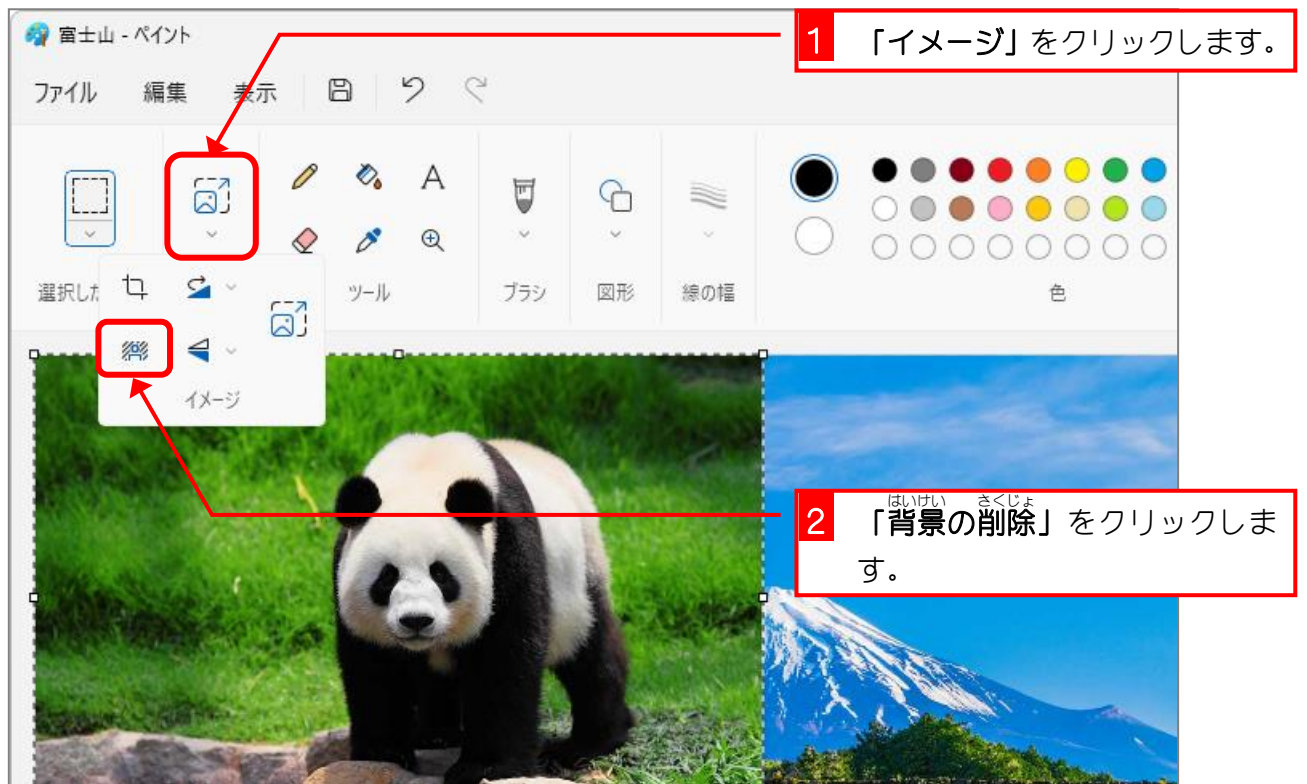 富士山 - ペイント
1 「イメージ」をクリックします。
ファイル 編集 表示
A
選択した ツール ブラシ 図形 線の幅 色
イメージ
はいけい さくじょ
2 「背景の削除」をクリックしま
す。